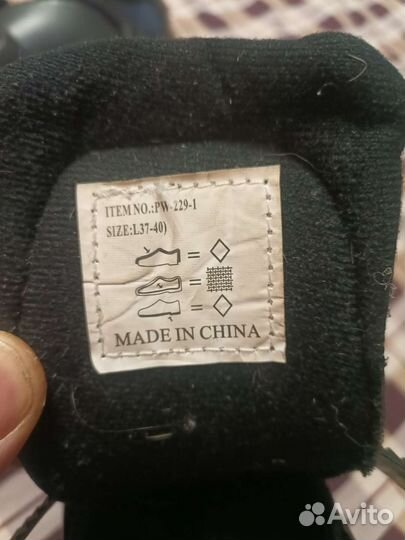 ITEM NO.:PW-229-1
SIZE:L37-40)
MADE IN CHINA
Avito